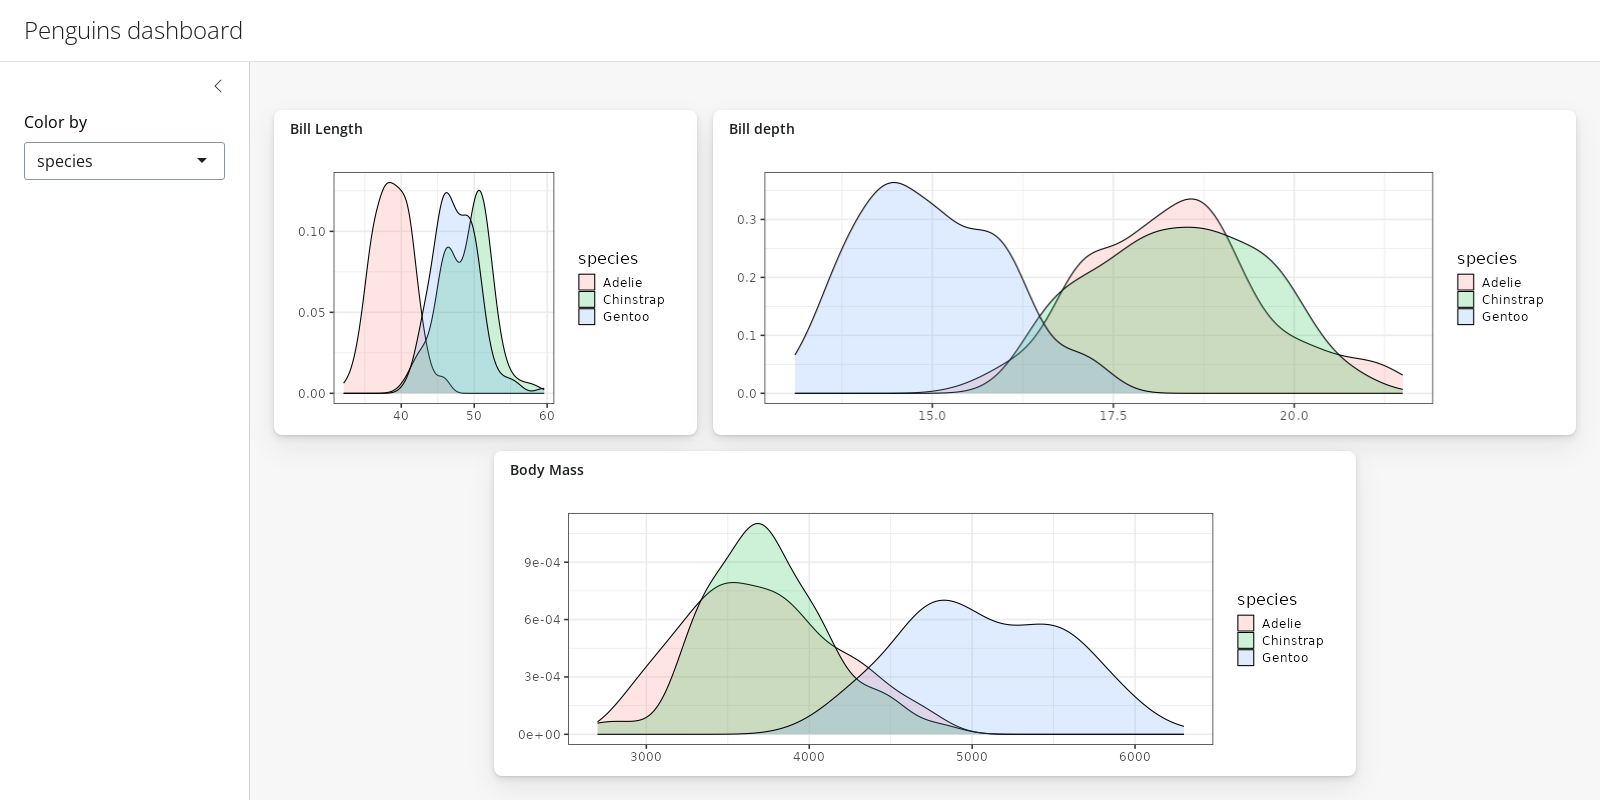 Penguins dashboard
Color by
species
Bill Length
0.10
0.05
0.00
40 50 60
species
Adelie
Chinstrap
Gentoo
Bill depth
0.3
0.2
0.1
0.0
15.0 17.5 20.0
species
Adelie
Chinstrap
Gentoo
Body Mass
9e-04
6e-04
3e-04
0e+00
3000 4000 5000 6000
species
Adelie
Chinstrap
Gentoo